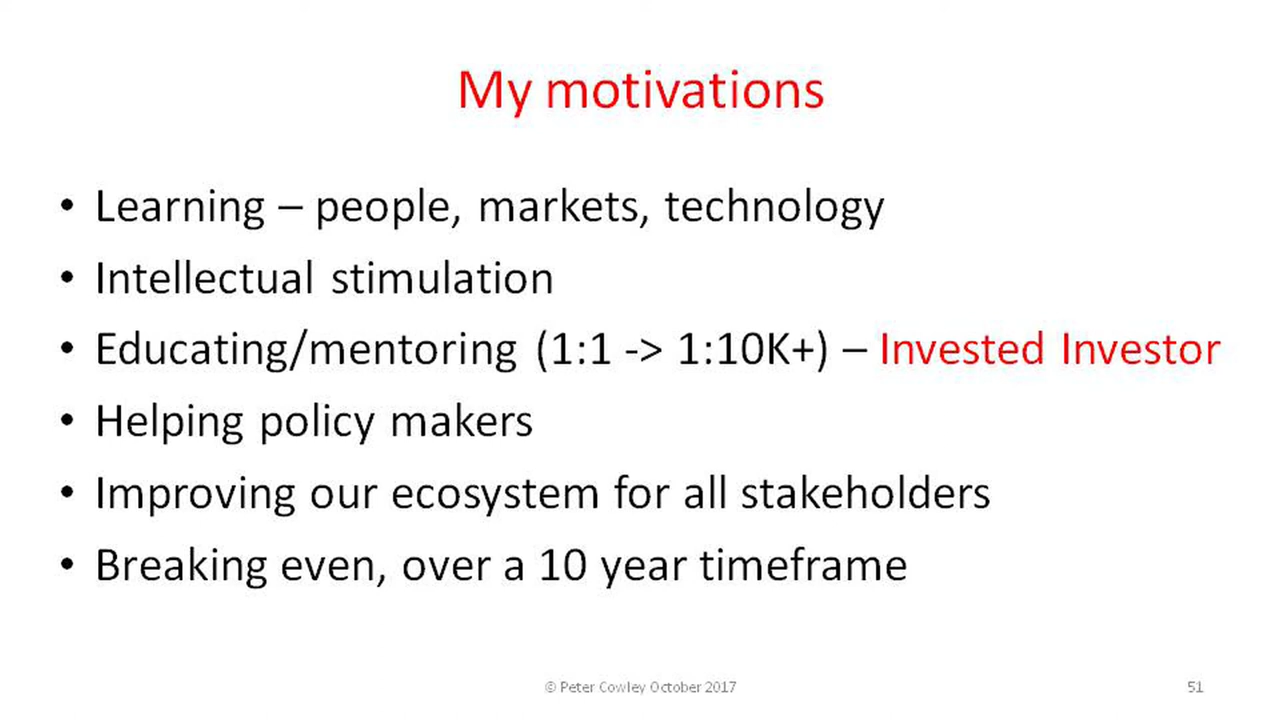 My motivations
• Learning – people, markets, technology
• Intellectual stimulation
• Educating/mentoring (1:1 -> 1:10K+) – Invested Investor
• Helping policy makers
• Improving our ecosystem for all stakeholders
• Breaking even, over a 10 year timeframe
© Peter Cowley October 2017
51